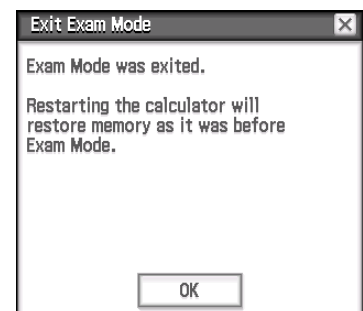 Exit Exam Mode
Exam Mode was exited.
Restarting the calculator will
restore memory as it was before
Exam Mode.
OK